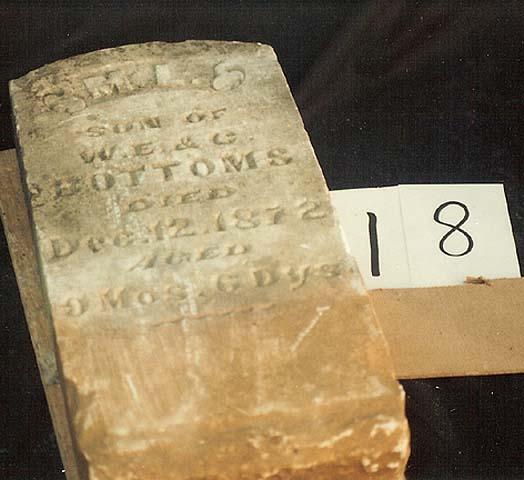 SON OF
W.E. & C.
BOTTOMS
DIED
Dec. 12. 1872
AGED
9 Mos. 6 Dys.
18